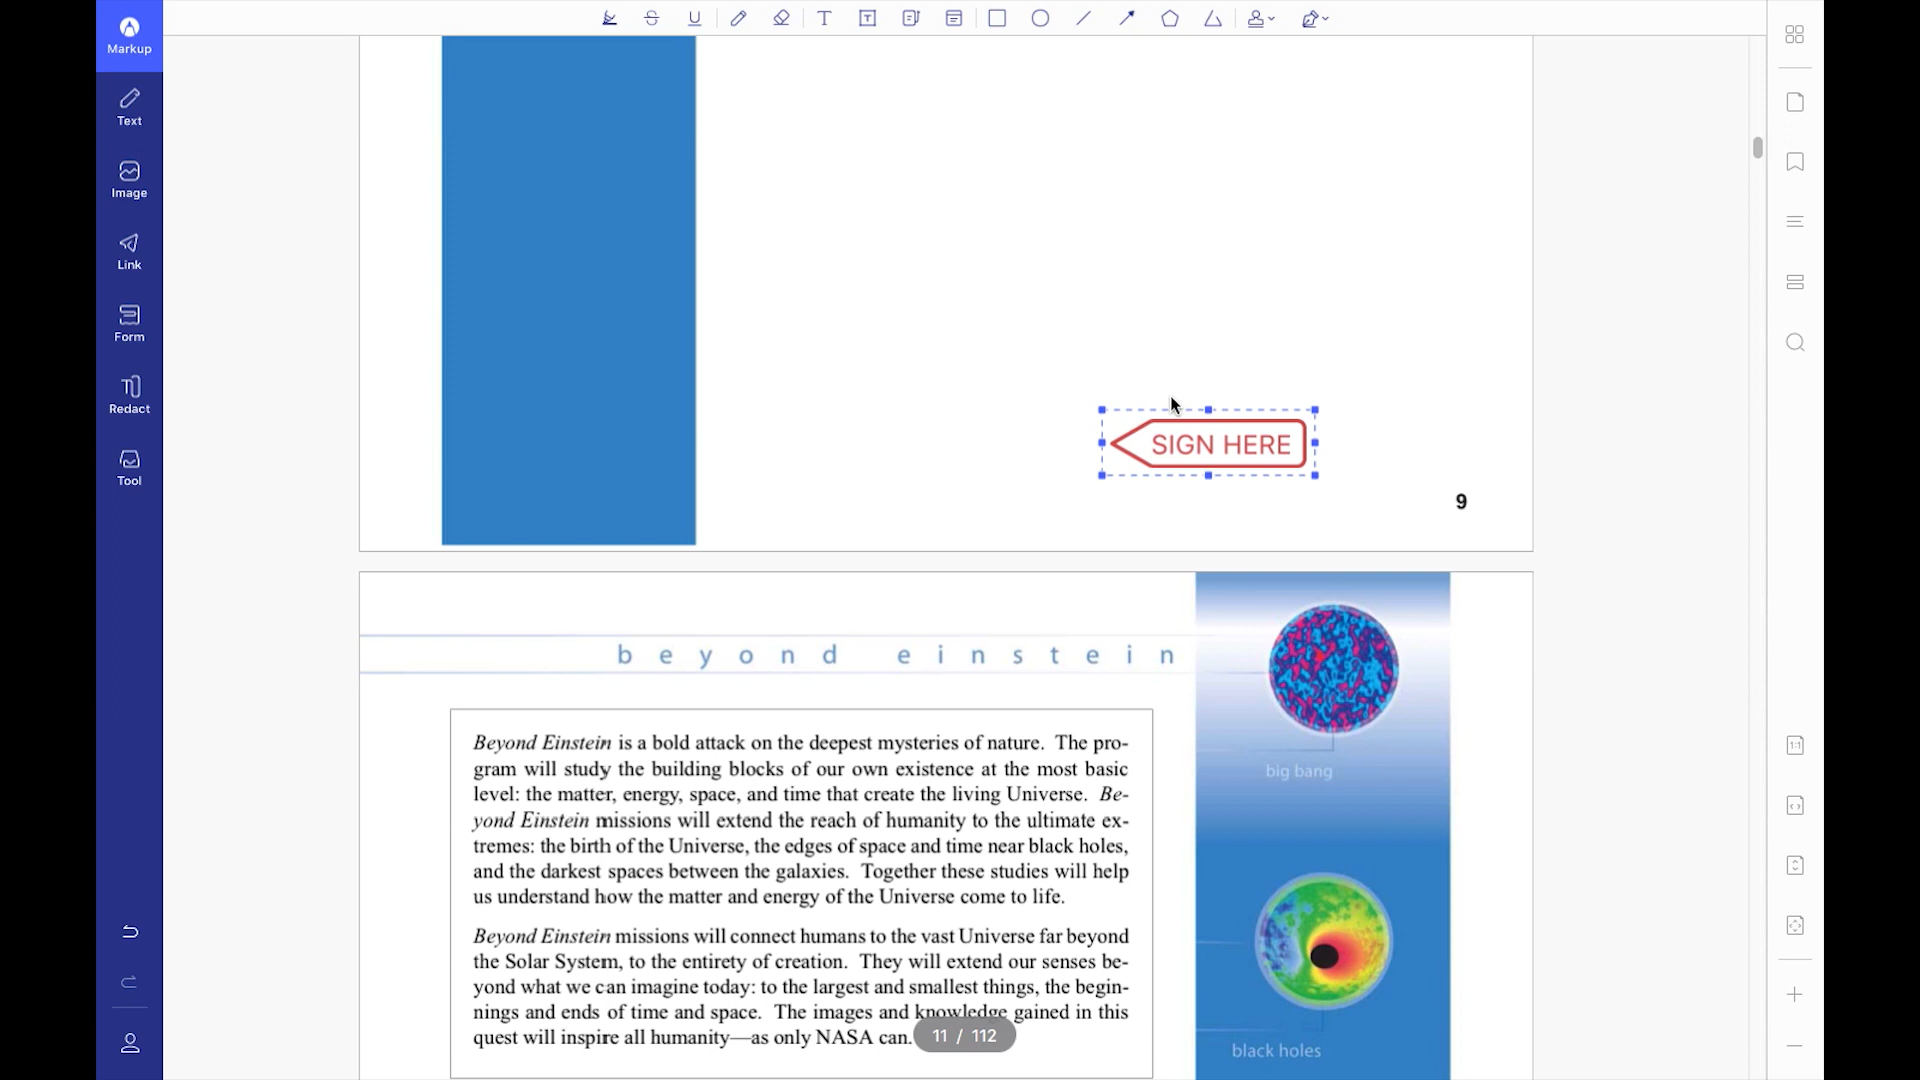 Markup
Text
Image
Link
Form
Redact
Tool
SIGN HERE
9
beyond einstein
big bang
Beyond Einstein is a bold attack on the deepest mysteries of nature. The pro-
gram will study the building blocks of our own existence at the most basic
level: the matter, energy, space, and time that create the living Universe. Be-
yond Einstein missions will extend the reach of humanity to the ultimate ex-
tremes: the birth of the Universe, the edges of space and time near black holes,
and the darkest spaces between the galaxies. Together these studies will help
us understand how the matter and energy of the Universe come to life.
Beyond Einstein missions will connect humans to the vast Universe far beyond
the Solar System, to the entirety of creation. They will extend our senses be-
yond what we can imagine today: to the largest and smallest things, the begin-
nings and ends of time and space. The images and knowledge gained in this
quest will inspire all humanity—as only NASA can.
black holes
11 / 112